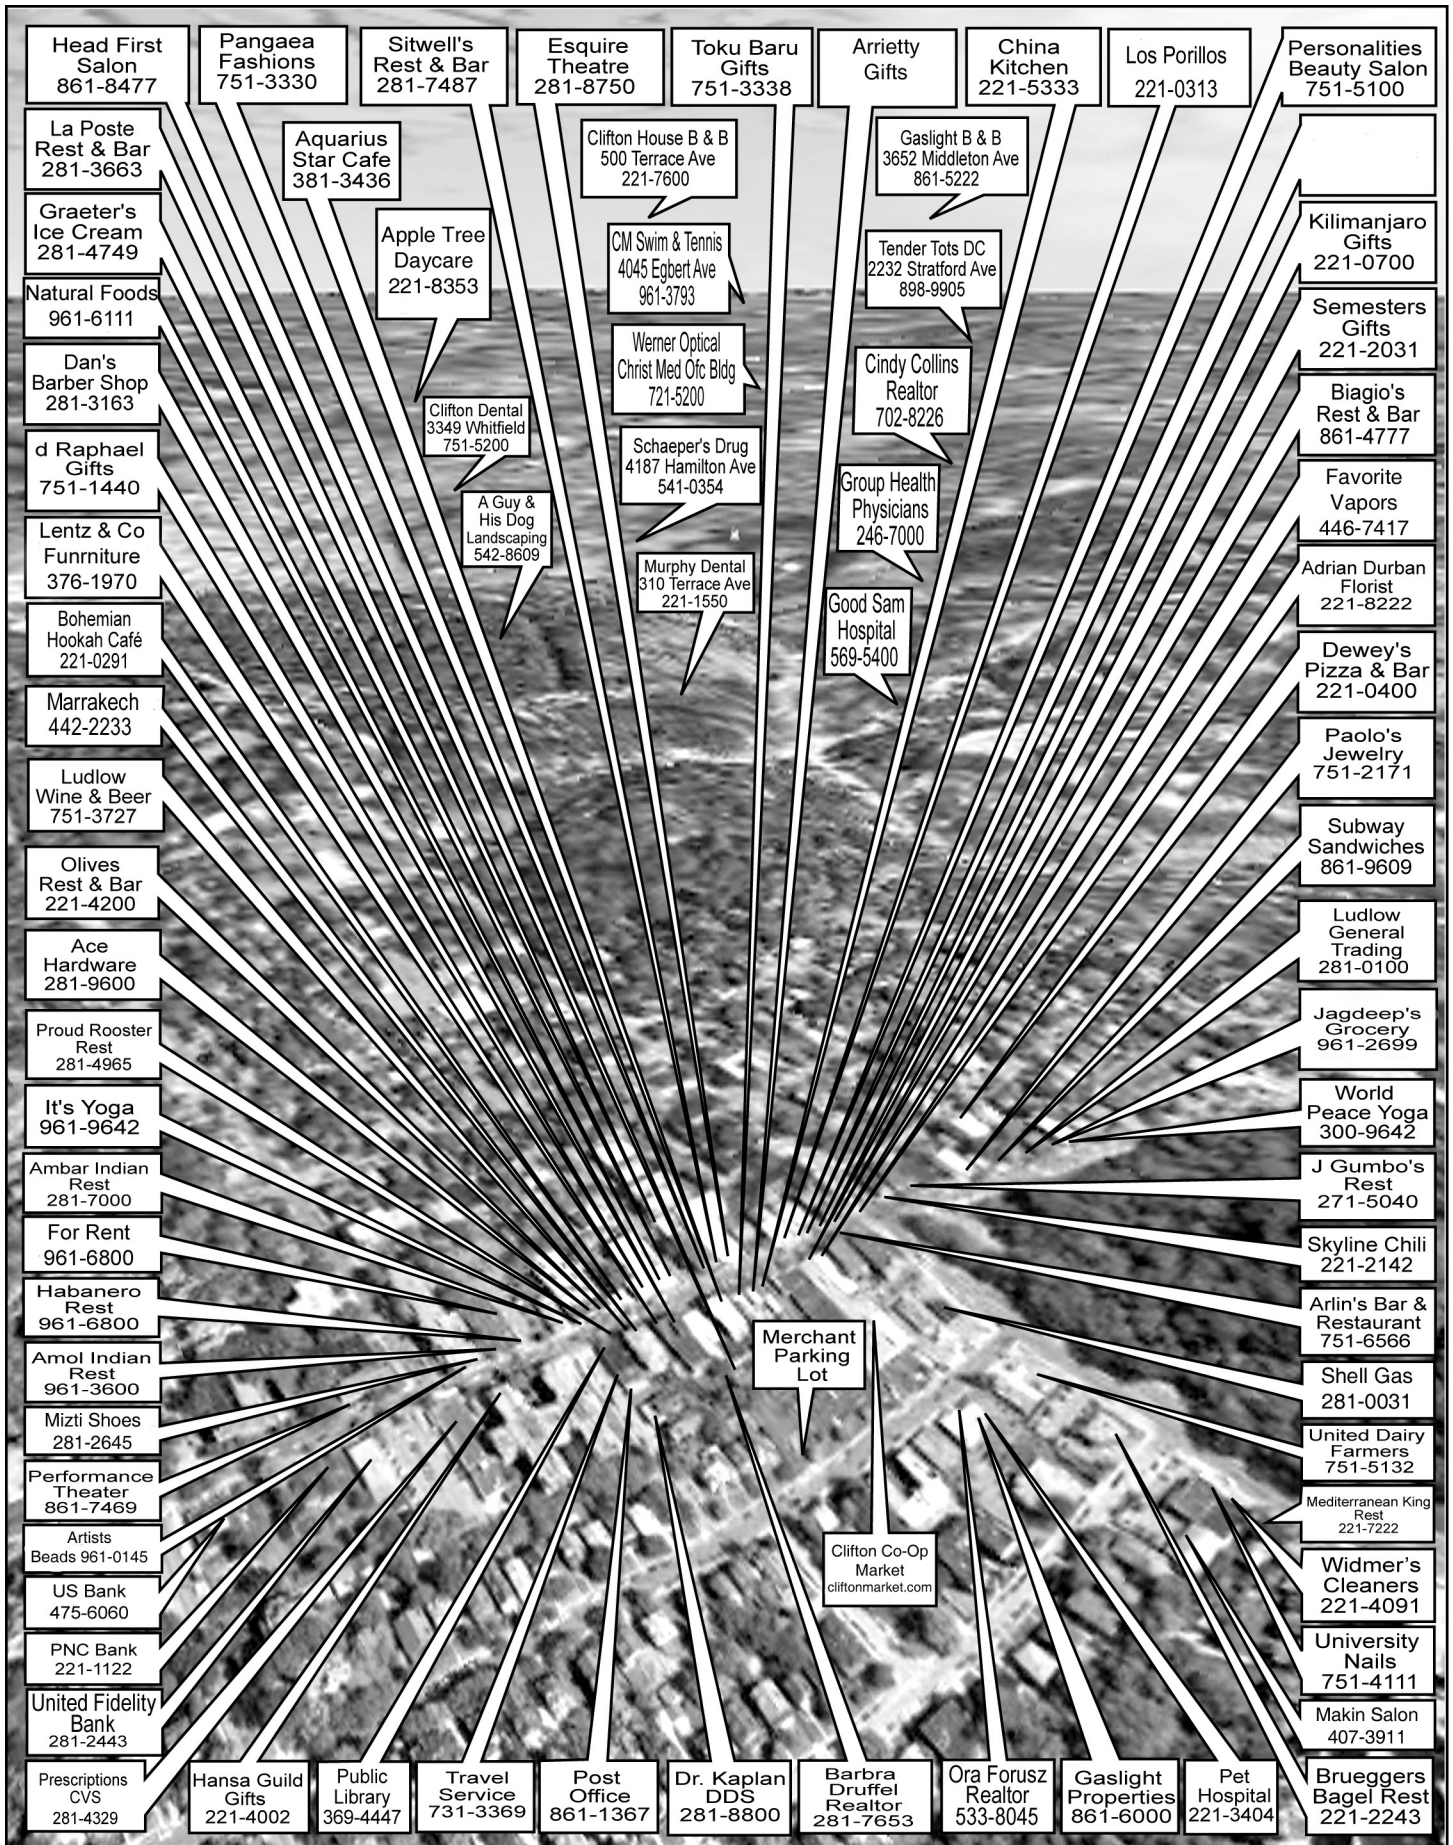 Head First
Salon
861-8477
Pangaea
Fashions
751-3330
Sitwell's
Rest & Bar
281-7487
Esquire
Theatre
281-8750
Toku Baru
Gifts
751-3338
Arrietty
Gifts
China
Kitchen
221-5333
Los Porillos
221-0313
Personalities
Beauty Salon
751-5100
La Poste
Rest & Bar
281-3663
Graeter's
Ice Cream
281-4749
Natural Foods
961-6111
Dan's
Barber Shop
281-3163
d Raphael
Gifts
751-1440
Lentz & Co
Funrniture
376-1970
Bohemian
Hookah Café
221-0291
Marrakech
442-2233
Ludlow
Wine & Beer
751-3727
Olives
Rest & Bar
221-4200
Ace
Hardware
281-9600
Proud Rooster
Rest
281-4965
It's Yoga
961-9642
Ambar Indian
Rest
281-7000
For Rent
961-6800
Habanero
Rest
961-6800
Amol Indian
Rest
961-3600
Mizti Shoes
281-2645
Performance
Theater
861-7469
Artists
Beads 961-0145
US Bank
475-6060
PNC Bank
221-1122
United Fidelity
Bank
281-2443
Prescriptions
CVS
281-4329
Aquarius
Star Cafe
381-3436
Apple Tree
Daycare
221-8353
Clifton Dental
3349 Whitfield
751-5200
A Guy &
His Dog
Landscaping
542-8609
Clifton House B & B
500 Terrace Ave
221-7600
CM Swim & Tennis
4045 Egbert Ave
961-3793
Werner Optical
Christ Med Ofc Bldg
721-5200
Schaeper's Drug
4187 Hamilton Ave
541-0354
Murphy Dental
310 Terrace Ave
221-1550
Gaslight B & B
3652 Middleton Ave
861-5222
Tender Tots DC
2232 Stratford Ave
898-9905
Cindy Collins
Realtor
702-8226
Group Health
Physicians
246-7000
Good Sam
Hospital
569-5400
Kilimanjaro
Gifts
221-0700
Semesters
Gifts
221-2031
Biagio's
Rest & Bar
861-4777
Favorite
Vapors
446-7417
Adrian Durban
Florist
221-8222
Dewey's
Pizza & Bar
221-0400
Paolo's
Jewelry
751-2171
Subway
Sandwiches
861-9609
Ludlow
General
Trading
281-0100
Jagdeep's
Grocery
961-2699
World
Peace Yoga
300-9642
J Gumbo's
Rest
271-5040
Skyline Chili
221-2142
Arlin's Bar &
Restaurant
751-6566
Shell Gas
281-0031
United Dairy
Farmers
751-5132
Mediterranean King
Rest
221-7222
Widmer's
Cleaners
221-4091
University
Nails
751-4111
Makin Salon
407-3911
Brueggers
Bagel Rest
221-2243
Merchant
Parking
Lot
Clifton Co-Op
Market
cliftonmarket.com
Hansa Guild
Gifts
221-4002
Public
Library
369-4447
Travel
Service
731-3369
Post
Office
861-1367
Dr. Kaplan
DDS
281-8800
Barbra
Druffel
Realtor
281-7653
Ora Forusz
Realtor
533-8045
Gaslight
Properties
861-6000
Pet
Hospital
221-3404